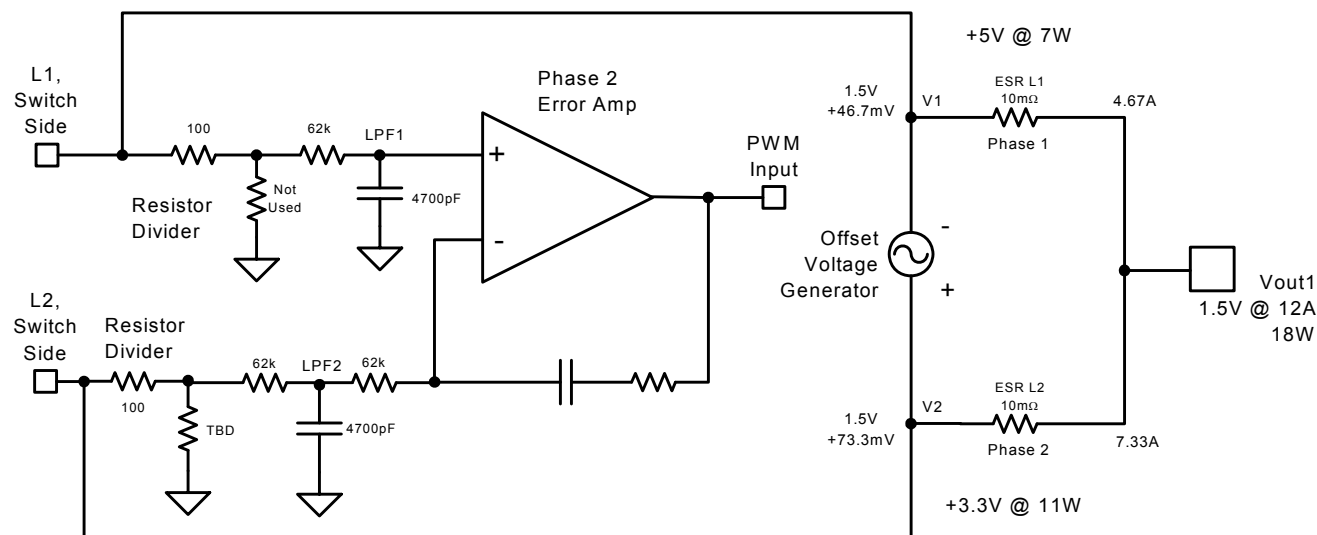 +5V @ 7W
L1,
Switch
Side
100
62k
LPF1
Resistor
Divider
Not
Used
4700pF
Phase 2
Error Amp
+
-
PWM
Input
1.5V
+46.7mV
V1
ESR L1
10mΩ
Phase 1
4.67A
Offset
Voltage
Generator
-
+
Vout1
1.5V @ 12A
18W
L2,
Switch
Side
Resistor
Divider
100
TBD
62k
LPF2
62k
4700pF
1.5V
+73.3mV
V2
ESR L2
10mΩ
Phase 2
7.33A
+3.3V @ 11W